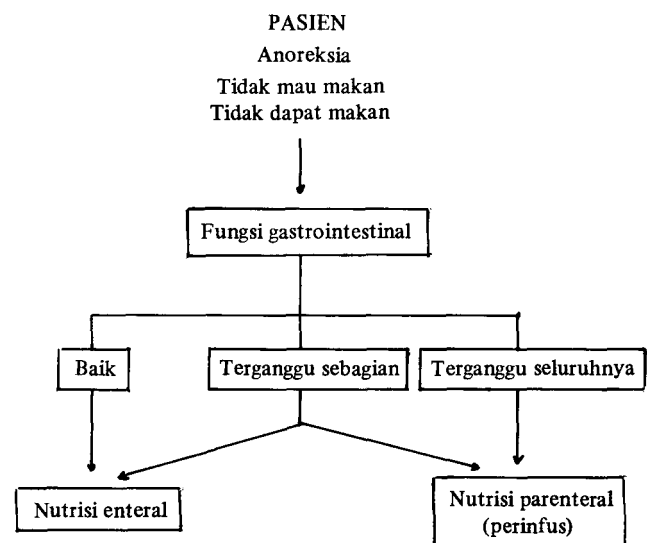 PASIEN
Anoreksia
Tidak mau makan
Tidak dapat makan
Fungsi gastrointestinal
Baik
Terganggu sebagian
Terganggu seluruhnya
Nutrisi enteral
Nutrisi parenteral
(perinfus)